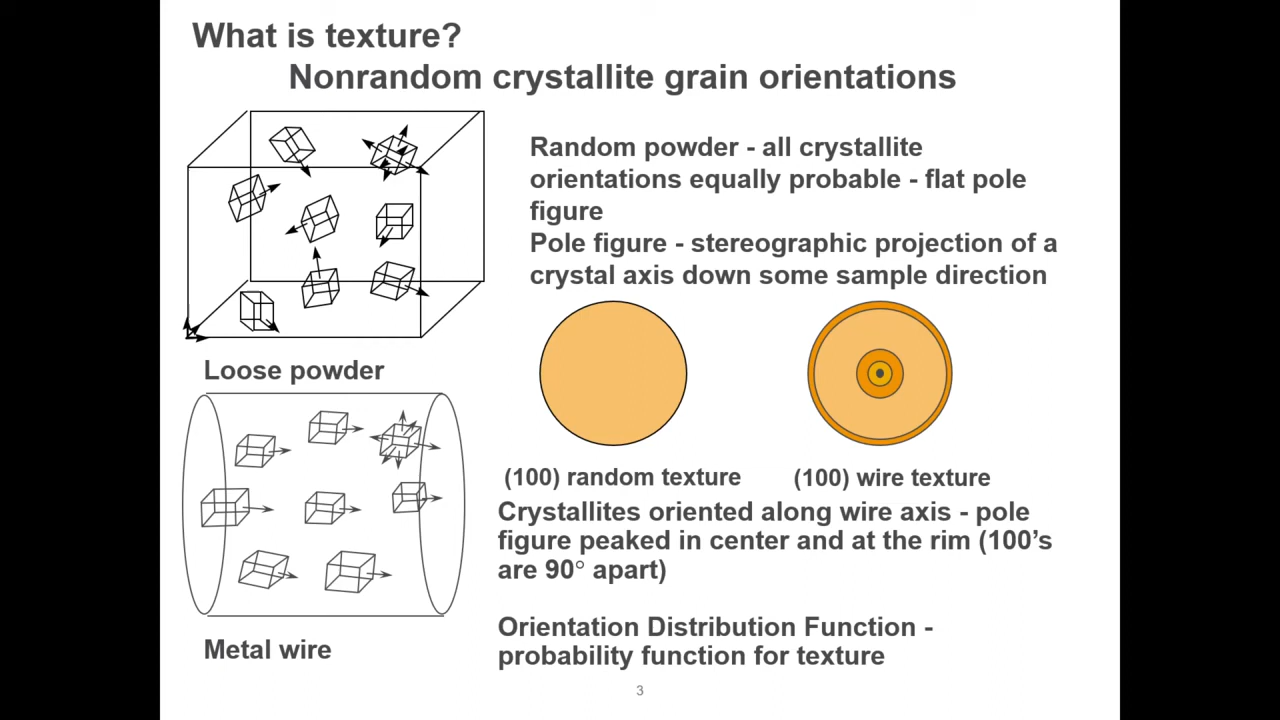 What is texture?
Nonrandom crystallite grain orientations
Random powder - all crystallite
orientations equally probable - flat pole
figure
Pole figure - stereographic projection of a
crystal axis down some sample direction
Loose powder
(100) random texture
(100) wire texture
Crystallites oriented along wire axis - pole
figure peaked in center and at the rim (100’s
are 90° apart)
Orientation Distribution Function -
probability function for texture
Metal wire
3